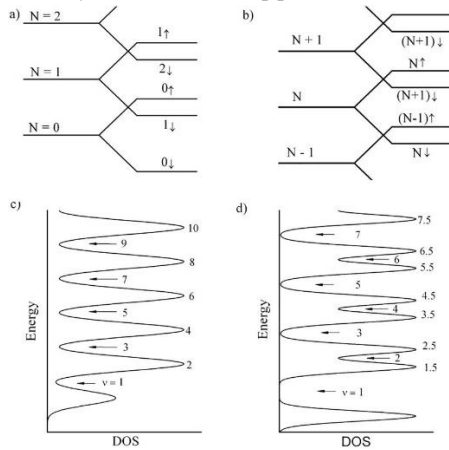 a)
N = 2
1↑
2↓
N = 1
0↑
1↓
N = 0
0↓
b)
N + 1
(N+1)↓
N↑
N
(N+1)↓
(N-1)↑
N - 1
N↓
c)
10
9
8
7
6
5
4
3
2
ν = 1
Energy
DOS
d)
7.5
7
6.5
6
5.5
5
4.5
4
3.5
3
2.5
2
1.5
ν = 1
Energy
DOS